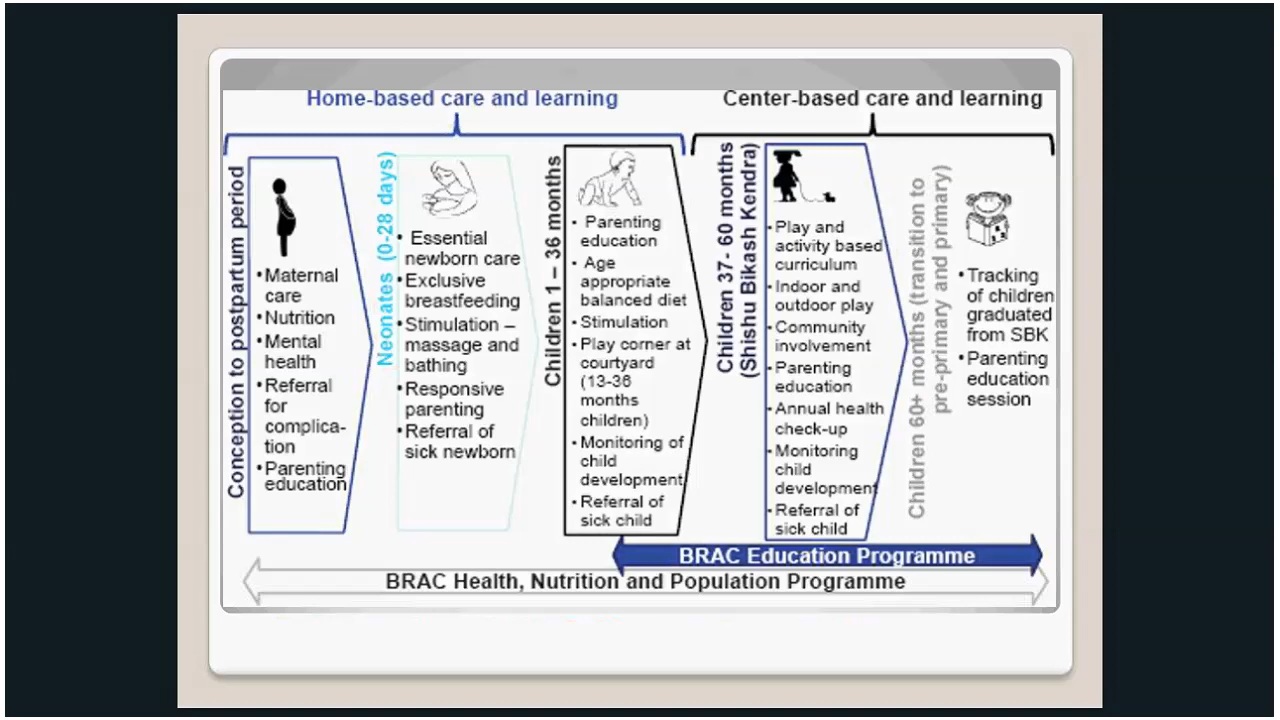 Home-based care and learning
Center-based care and learning
Conception to postpartum period
• Maternal
care
• Nutrition
• Mental
health
• Referral
for
complica-
tion
• Parenting
education
Neonates (0-28 days)
• Essential
newborn care
• Exclusive
breastfeeding
• Stimulation –
massage and
bathing
• Responsive
parenting
• Referral of
sick newborn
Children 1 – 36 months
• Parenting
education
• Age
appropriate
balanced diet
• Stimulation
• Play corner at
courtyard
(13-36
months
children)
• Monitoring of
child
development
• Referral of
sick child
Children 37- 60 months
(Shishu Bikash Kendra)
• Play and
activity based
curriculum
• Indoor and
outdoor play
• Community
involvement
• Parenting
education
• Annual health
check-up
• Monitoring
child
development
• Referral of
sick child
Children 60+ months (transition to
pre-primary and primary)
• Tracking
of children
graduated
from SBK
• Parenting
education
session
BRAC Education Programme
BRAC Health, Nutrition and Population Programme